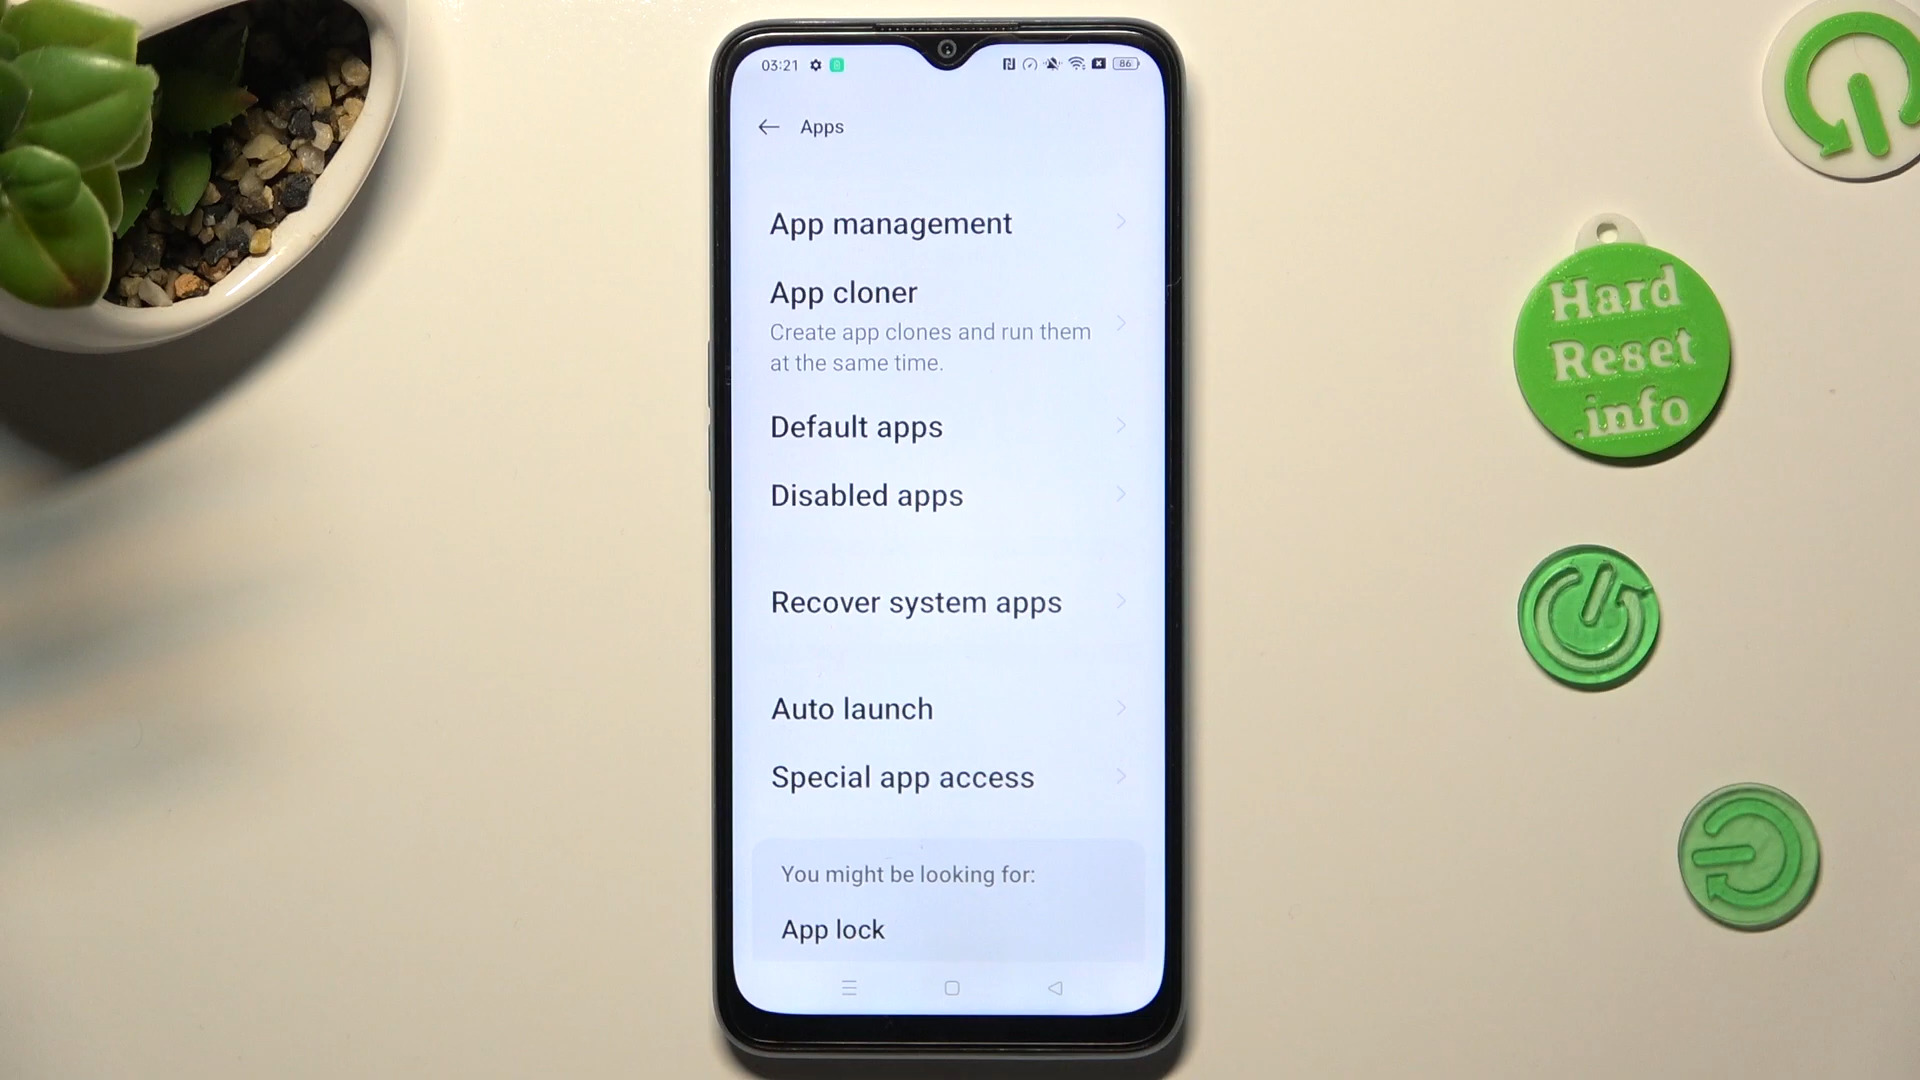 03:21
86
Apps
App management
App cloner
Create app clones and run them
at the same time.
Default apps
Disabled apps
Recover system apps
Auto launch
Special app access
You might be looking for:
App lock
Hard
Reset
.info